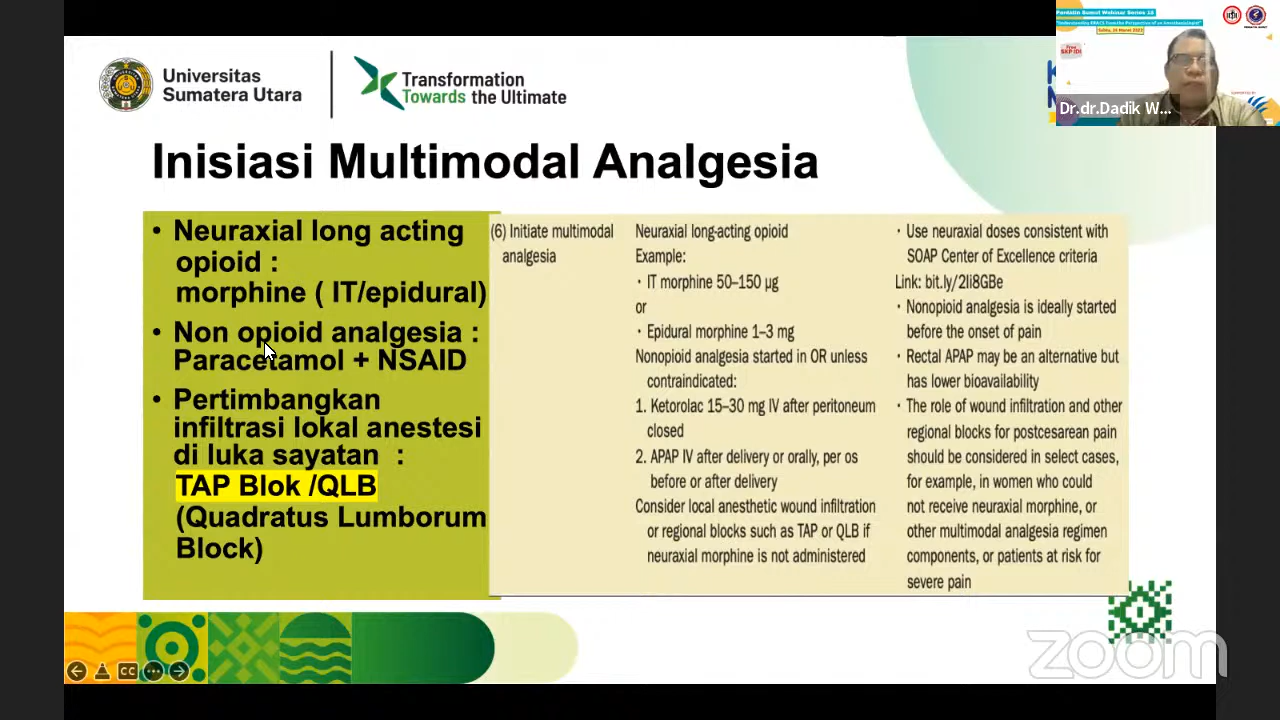 Universitas
Sumatera Utara
Transformation
Towards the Ultimate
Inisiasi Multimodal Analgesia
• Neuraxial long acting
opioid :
morphine ( IT/epidural)
• Non opioid analgesia :
Paracetamol + NSAID
• Pertimbangkan
infiltrasi lokal anestesi
di luka sayatan :
TAP Blok /QLB
(Quadratus Lumborum
Block)
(6) Initiate multimodal
analgesia
Neuraxial long-acting opioid
Example:
· IT morphine 50–150 µg
or
· Epidural morphine 1–3 mg
Nonopioid analgesia started in OR unless
contraindicated:
1. Ketorolac 15–30 mg IV after peritoneum
closed
2. APAP IV after delivery or orally, per os
before or after delivery
Consider local anesthetic wound infiltration
or regional blocks such as TAP or QLB if
neuraxial morphine is not administered
· Use neuraxial doses consistent with
SOAP Center of Excellence criteria
Link: bit.ly/2Ii8GBe
· Nonopioid analgesia is ideally started
before the onset of pain
· Rectal APAP may be an alternative but
has lower bioavailability
· The role of wound infiltration and other
regional blocks for postcesarean pain
should be considered in select cases,
for example, in women who could
not receive neuraxial morphine, or
other multimodal analgesia regimen
components, or patients at risk for
severe pain
Free
SKP IDI
Dr.dr.Dadik W...
CC
zoom